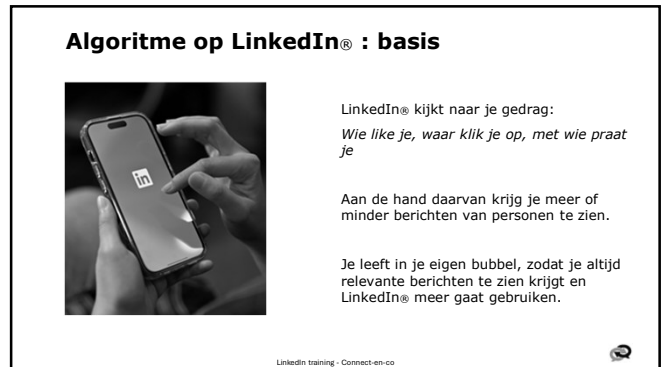 Algoritme op LinkedIn® : basis
LinkedIn® kijkt naar je gedrag:
Wie like je, waar klik je op, met wie praat
je
Aan de hand daarvan krijg je meer of
minder berichten van personen te zien.
Je leeft in je eigen bubbel, zodat je altijd
relevante berichten te zien krijgt en
LinkedIn® meer gaat gebruiken.
in
LinkedIn training - Connect-en-co